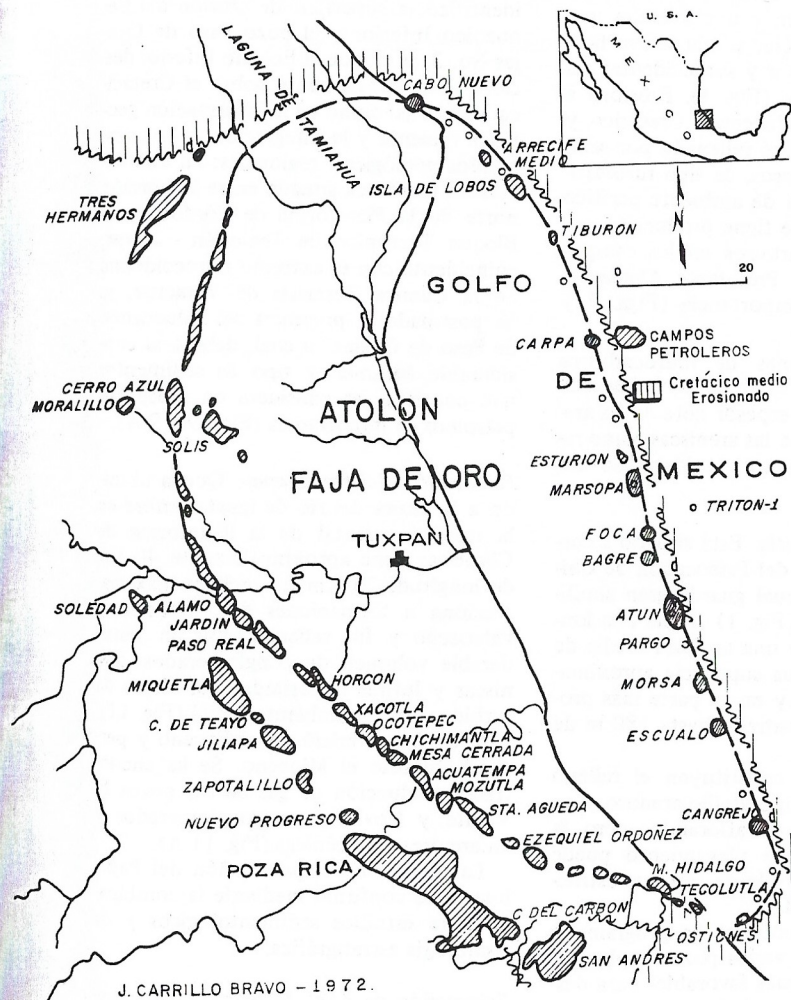 U. S. A.
MEXICO
LAGUNA DE TAMIAHUA
CABO NUEVO
ARRECIFE
MEDIO
ISLA DE LOBOS
TRES
HERMANOS
TIBURON
0 20
GOLFO
CARPA
CAMPOS
PETROLEROS
DE
Cretácico medio
Erosionado
CERRO AZUL
MORALILLO
ATOLON
SOLIS
FAJA DE ORO
ESTURION
MEXICO
MARSOPA
TRITON-1
TUXPAN
FOCA
BAGRE
SOLEDAD
ALAMO
JARDIN
ATUN
PASO REAL
PARGO
MIQUETLA
HORCON
MORSA
XACOTLA
C. DE TEAYO
OCOTEPEC
JILIAPA
CHICHIMANTLA
ESCUALO
MESA CERRADA
ZAPOTALILLO
ACUATEMPA
MOZUTLA
STA. AGUEDA
NUEVO PROGRESO
CANGREJO
EZEQUIEL ORDOÑEZ
POZA RICA
M. HIDALGO
TECOLUTLA
C DEL CARBON
OSTIONES
SAN ANDRES
J. CARRILLO BRAVO - 1972.